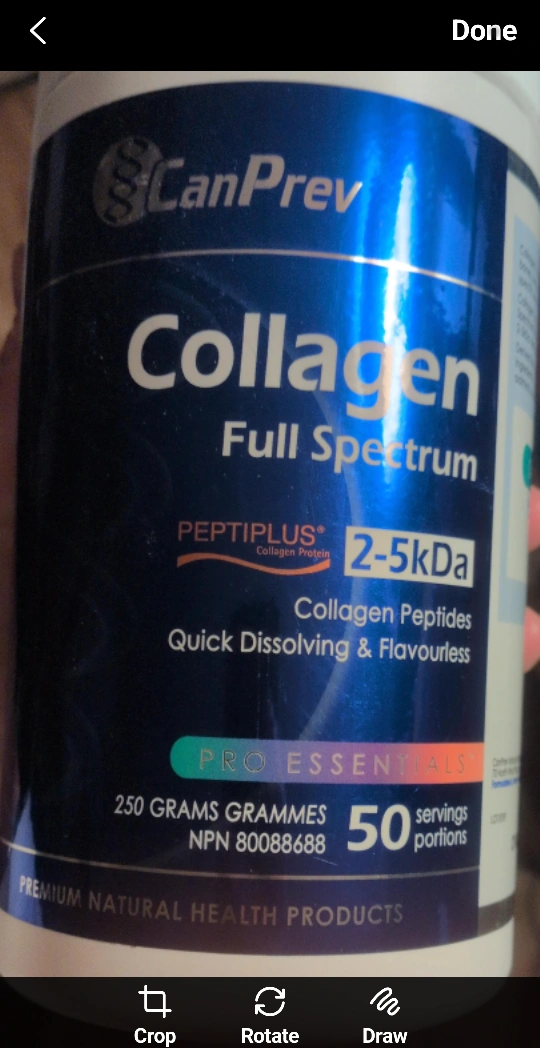 Done
CanPrev
Collagen
Full Spectrum
PEPTIPLUS®
Collagen Protein
2-5kDa
Collagen Peptides
Quick Dissolving & Flavourless
PRO ESSENTIALS
250 GRAMS GRAMMES
NPN 80088688
50 servings
portions
PREMIUM NATURAL HEALTH PRODUCTS
Crop
Rotate
Draw